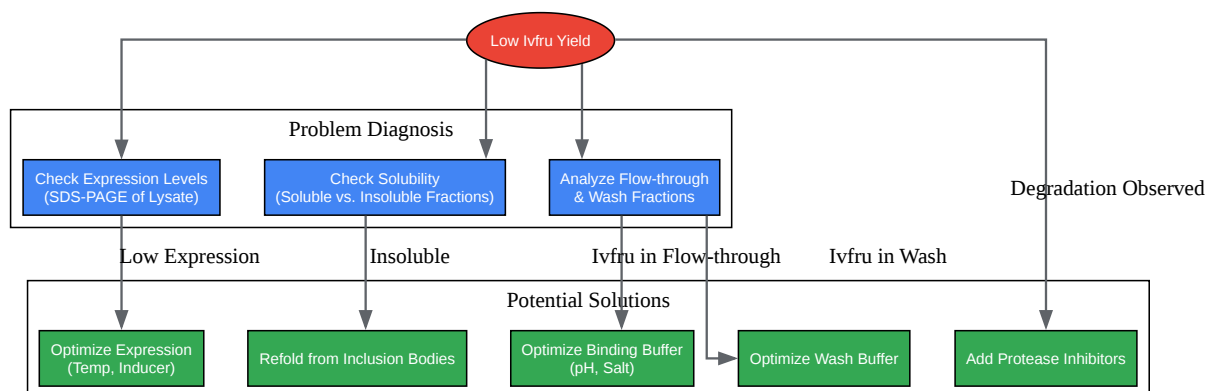 Low Ivfru Yield
Problem Diagnosis
Check Expression Levels
(SDS-PAGE of Lysate)
Check Solubility
(Soluble vs. Insoluble Fractions)
Analyze Flow-through
& Wash Fractions
Degradation Observed
Low Expression
Insoluble
Ivfru in Flow-through
Ivfru in Wash
Potential Solutions
Optimize Expression
(Temp, Inducer)
Refold from Inclusion Bodies
Optimize Binding Buffer
(pH, Salt)
Optimize Wash Buffer
Add Protease Inhibitors